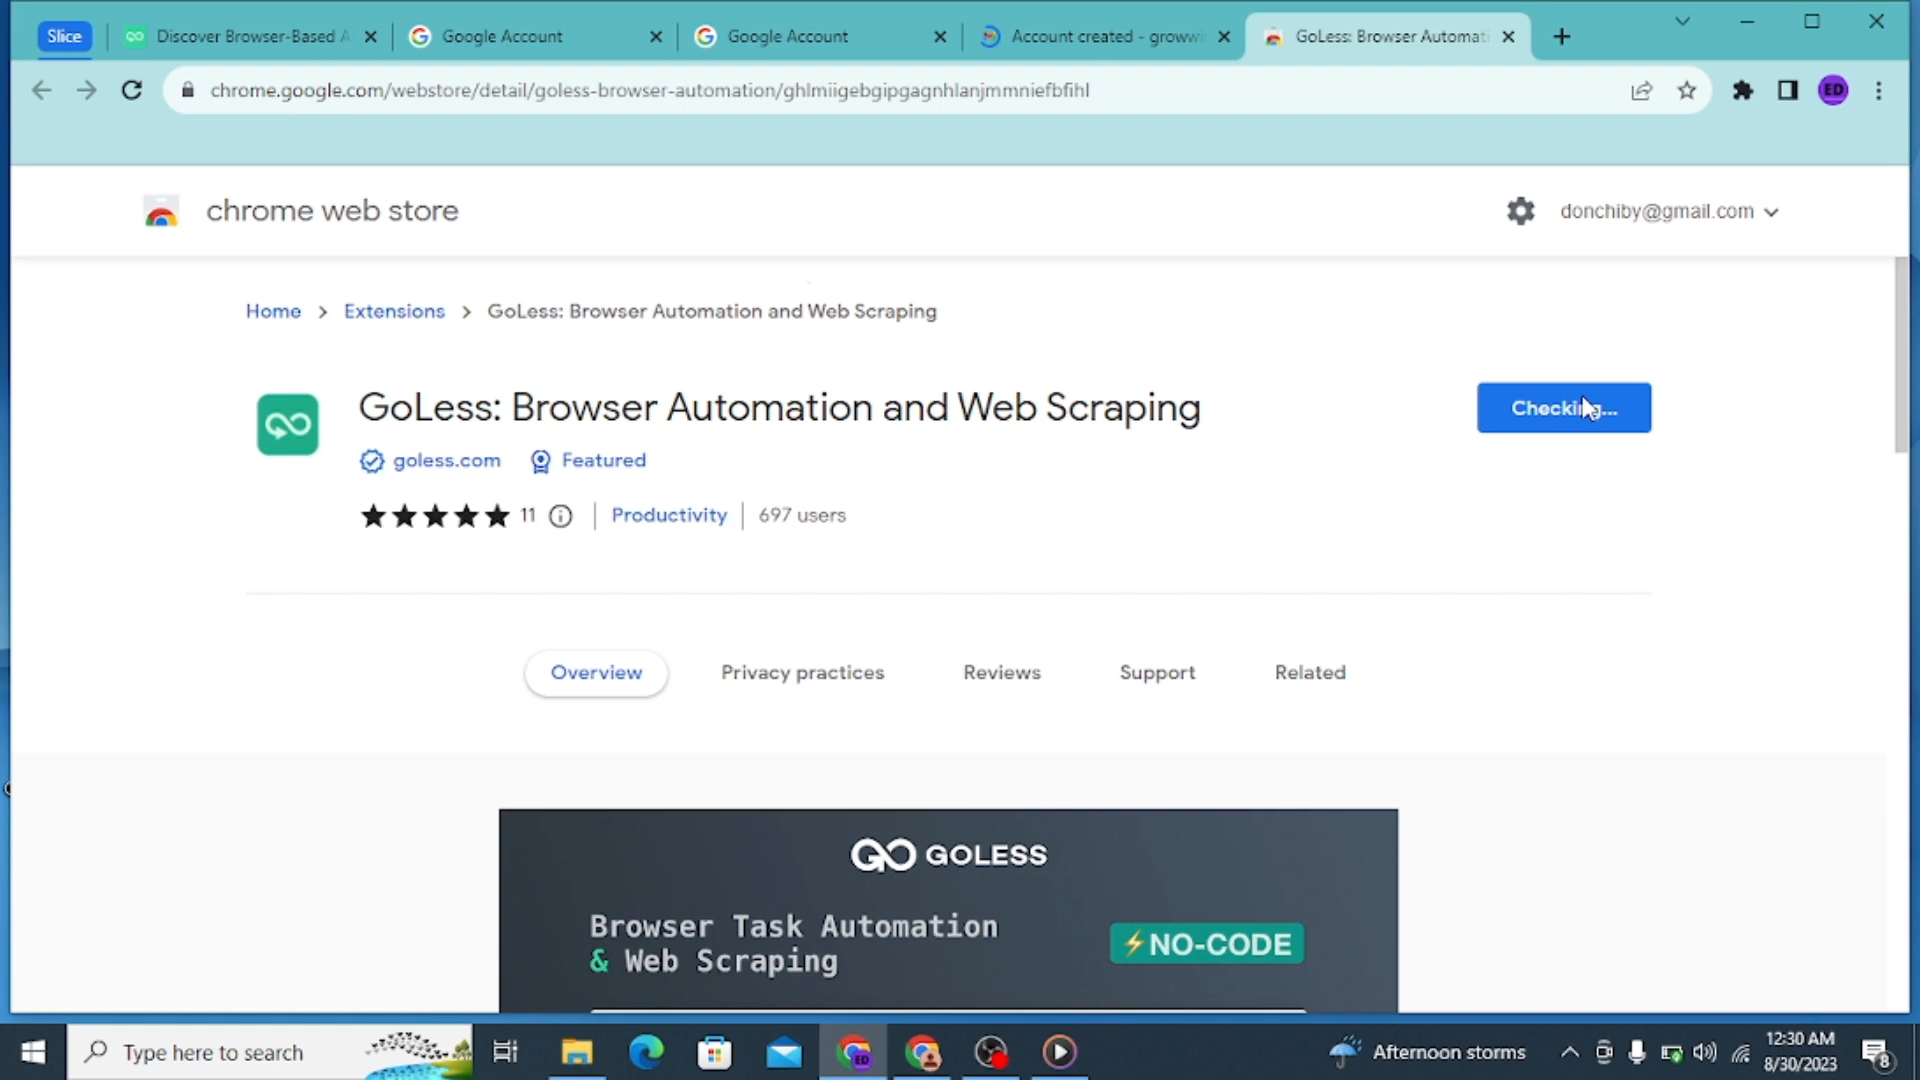 Slice
Discover Browser-Based A
Google Account
Google Account
Account created - growwi
GoLess: Browser Automati
chrome.google.com/webstore/detail/goless-browser-automation/ghlmiigebgipgagnhlanjmmniefbfihl
ED
chrome web store
donchiby@gmail.com
Home > Extensions > GoLess: Browser Automation and Web Scraping
GoLess: Browser Automation and Web Scraping
Checking...
goless.com
Featured
11
Productivity
697 users
Overview
Privacy practices
Reviews
Support
Related
GOLESS
Browser Task Automation
& Web Scraping
NO-CODE
Type here to search
ED
Afternoon storms
12:30 AM
8/30/2023
8